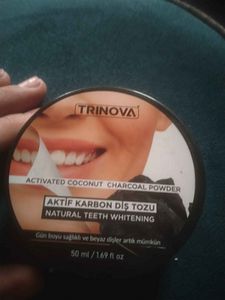 TRINOVA
ACTIVATED COCONUT CHARCOAL POWDER
AKTİF KARBON DİŞ TOZU
NATURAL TEETH WHITENING
Gün boyu sağlıklı ve beyaz dişler artık mümkün
50 ml / 1.69 fl oz